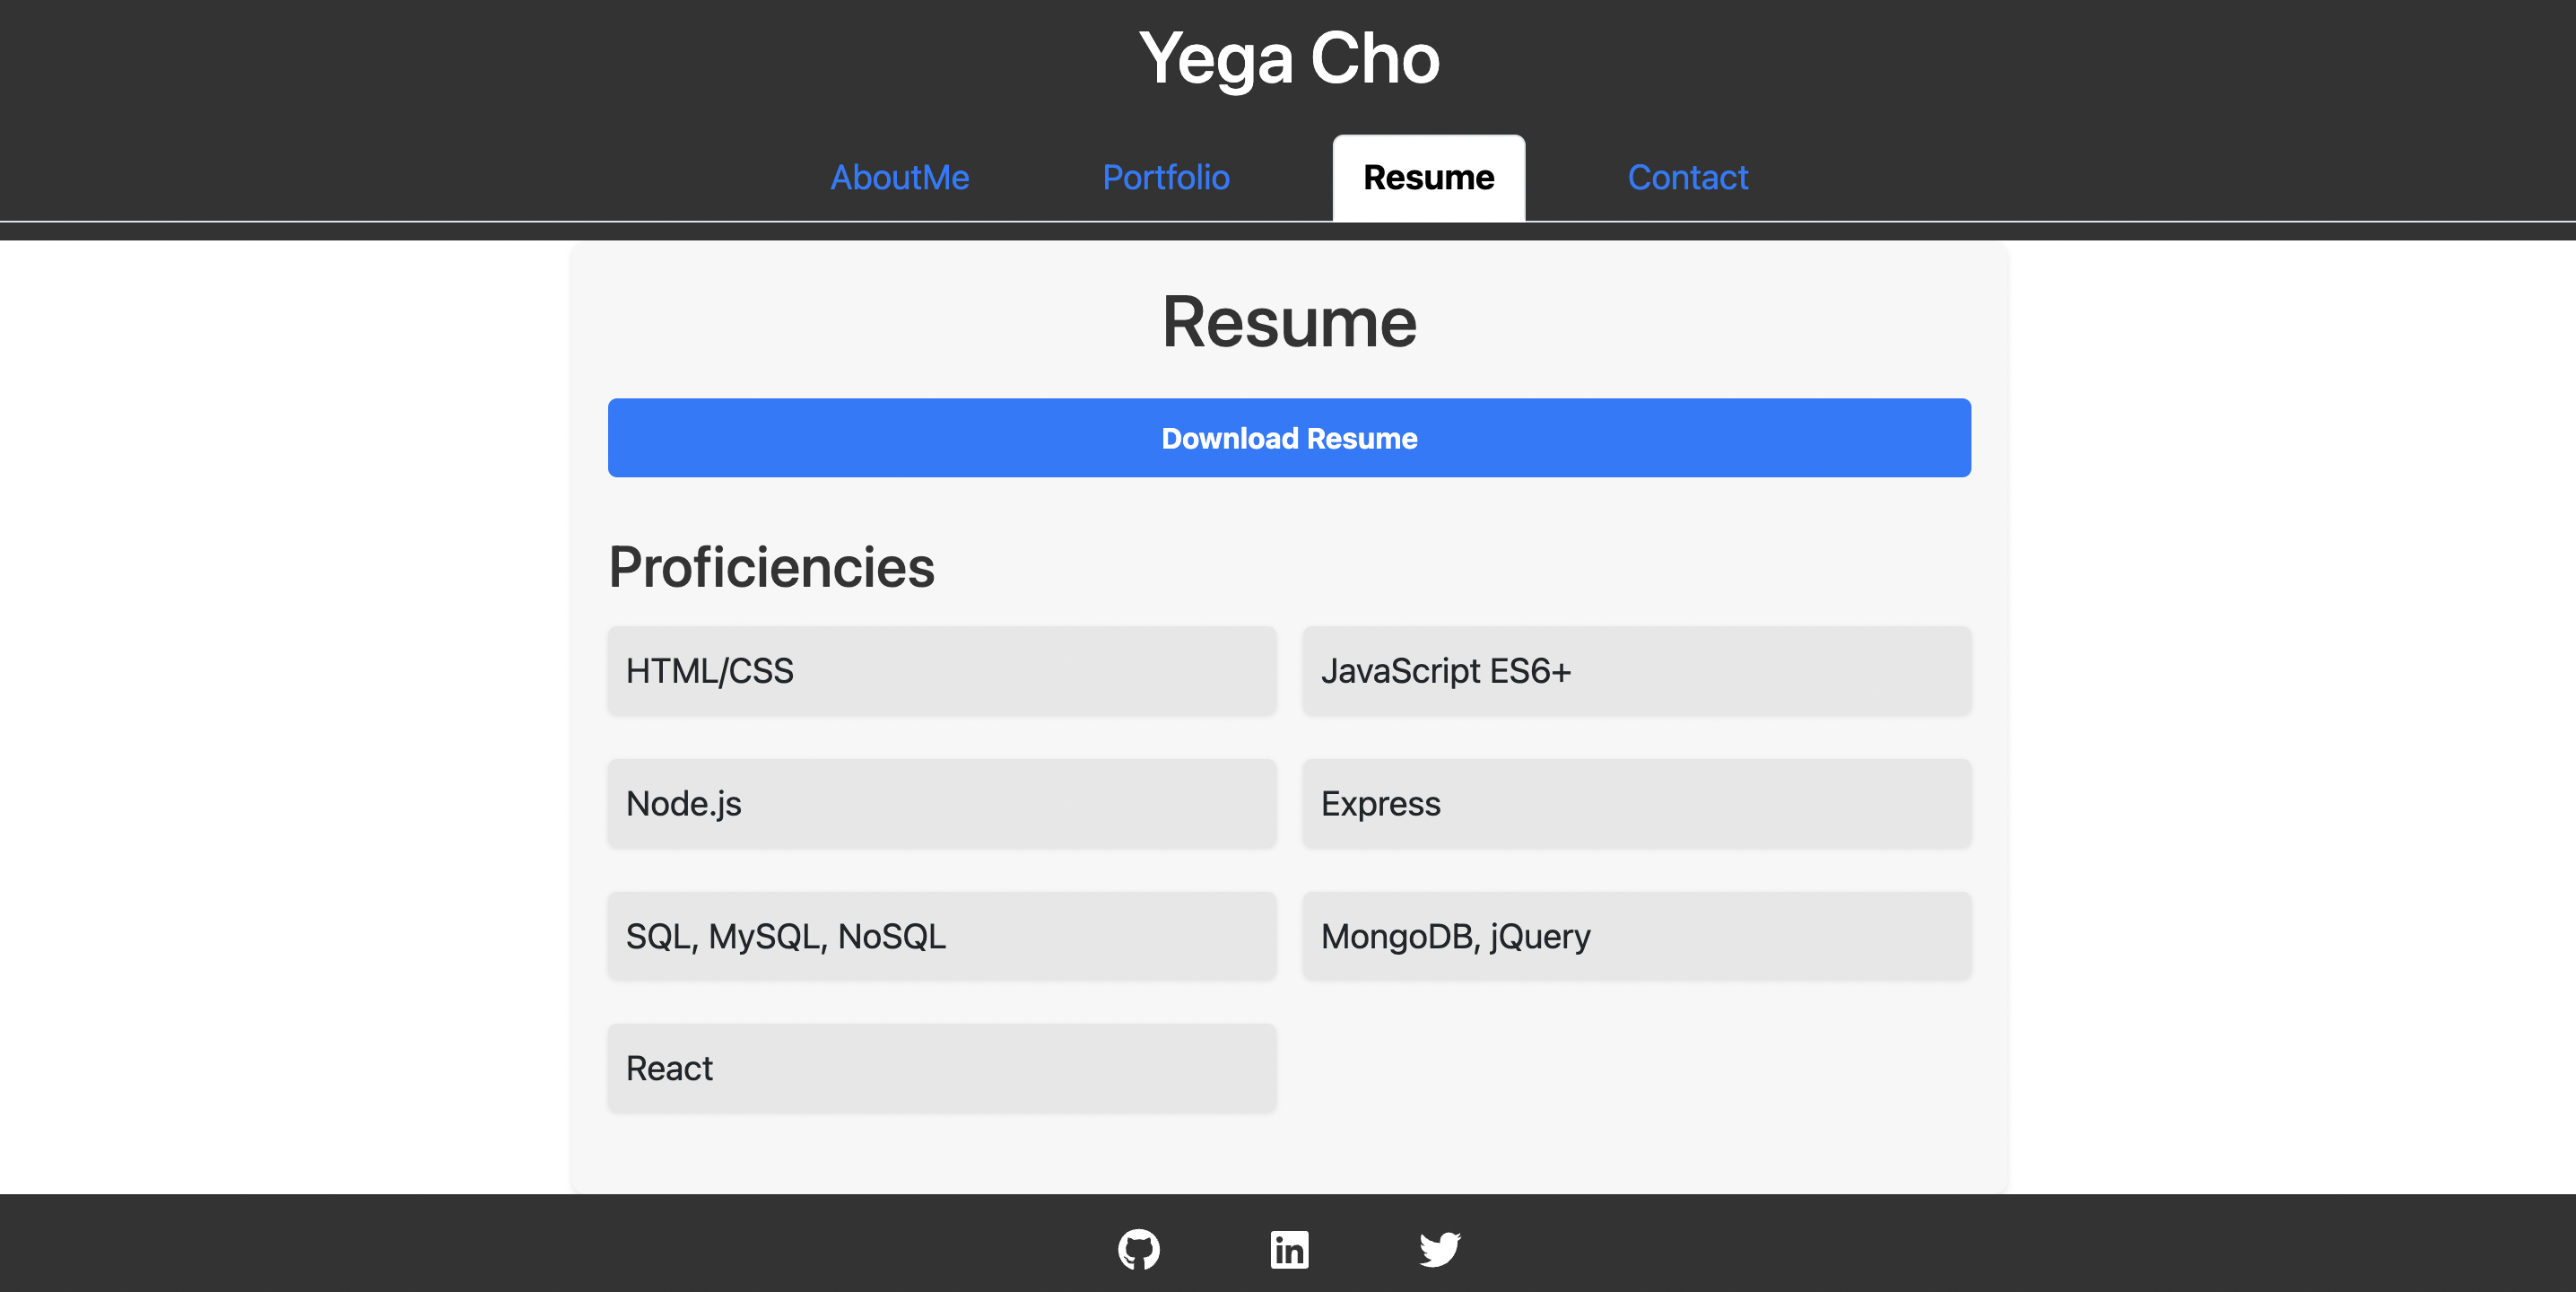 Yega Cho
AboutMe Portfolio Resume Contact
Resume
Download Resume
Proficiencies
HTML/CSS JavaScript ES6+
Node.js Express
SQL, MySQL, NoSQL MongoDB, jQuery
React
in